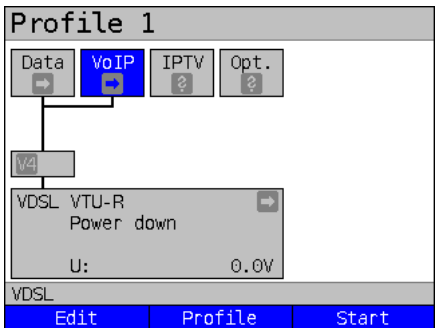 Profile 1
Data VoIP IPTV Opt.
V4
VDSL VTU-R
Power down
U: 0.0V
VDSL
Edit Profile Start